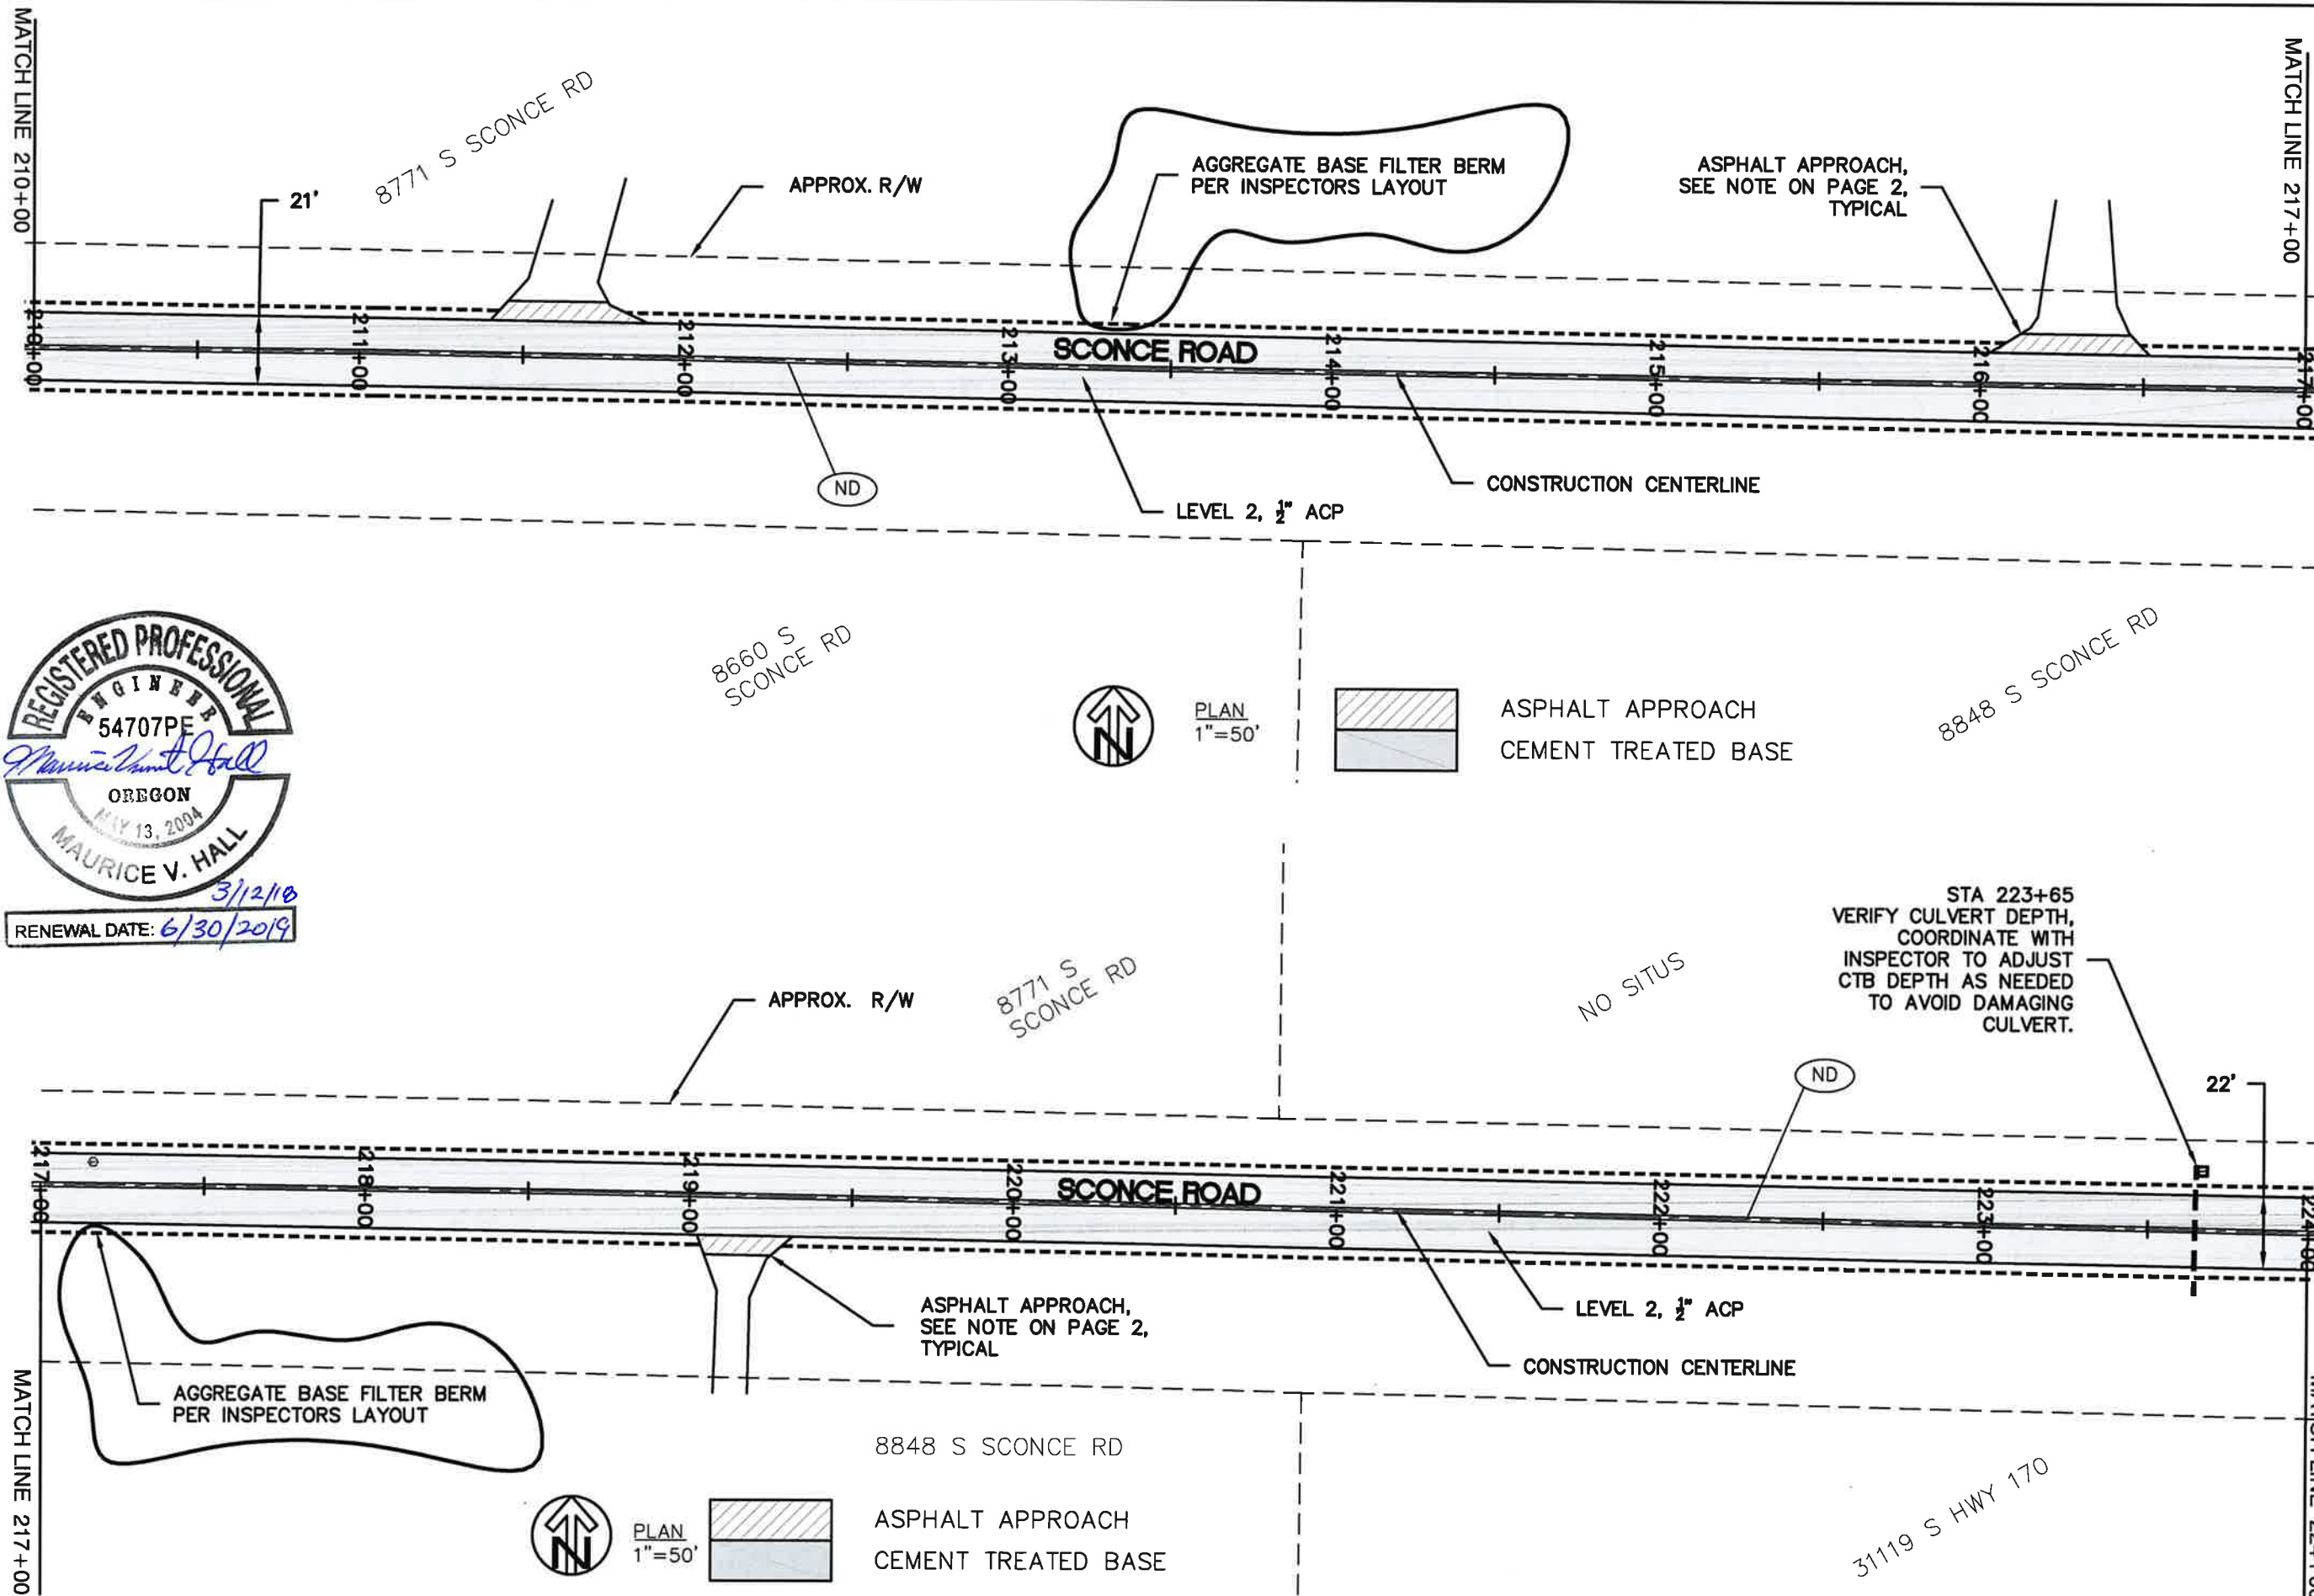 MATCH LINE 210+00
8771 S SCONCE RD
21'
APPROX. R/W
AGGREGATE BASE FILTER BERM
PER INSPECTORS LAYOUT
ASPHALT APPROACH,
SEE NOTE ON PAGE 2,
TYPICAL
MATCH LINE 217+00
210+00
211+00
212+00
213+00
SCONCE ROAD
214+00
215+00
216+00
217+00
ND
LEVEL 2, ½" ACP
CONSTRUCTION CENTERLINE
REGISTERED PROFESSIONAL
ENGINEER
54707PE
Maurice Vincent Hall
OREGON
MAY 13, 2004
MAURICE V. HALL
3/12/18
RENEWAL DATE: 6/30/2019
8660 S
SCONCE RD
N
PLAN
1"=50'
ASPHALT APPROACH
CEMENT TREATED BASE
8848 S SCONCE RD
APPROX. R/W
8771 S
SCONCE RD
NO SITUS
STA 223+65
VERIFY CULVERT DEPTH,
COORDINATE WITH
INSPECTOR TO ADJUST
CTB DEPTH AS NEEDED
TO AVOID DAMAGING
CULVERT.
ND
22'
217+00
218+00
219+00
220+00
SCONCE ROAD
221+00
222+00
223+00
224+00
ASPHALT APPROACH,
SEE NOTE ON PAGE 2,
TYPICAL
LEVEL 2, ½" ACP
CONSTRUCTION CENTERLINE
AGGREGATE BASE FILTER BERM
PER INSPECTORS LAYOUT
MATCH LINE 217+00
8848 S SCONCE RD
N
PLAN
1"=50'
ASPHALT APPROACH
CEMENT TREATED BASE
31119 S HWY 170